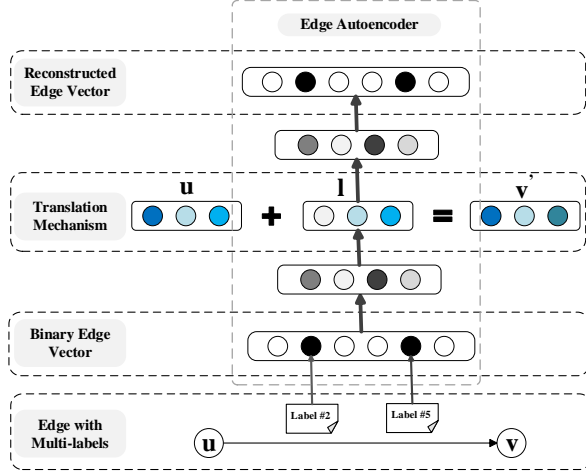 Edge Autoencoder
Reconstructed
Edge Vector
u
l
v'
Translation
Mechanism
+
=
Binary Edge
Vector
Label #2
Label #5
Edge with
Multi-labels
u
v